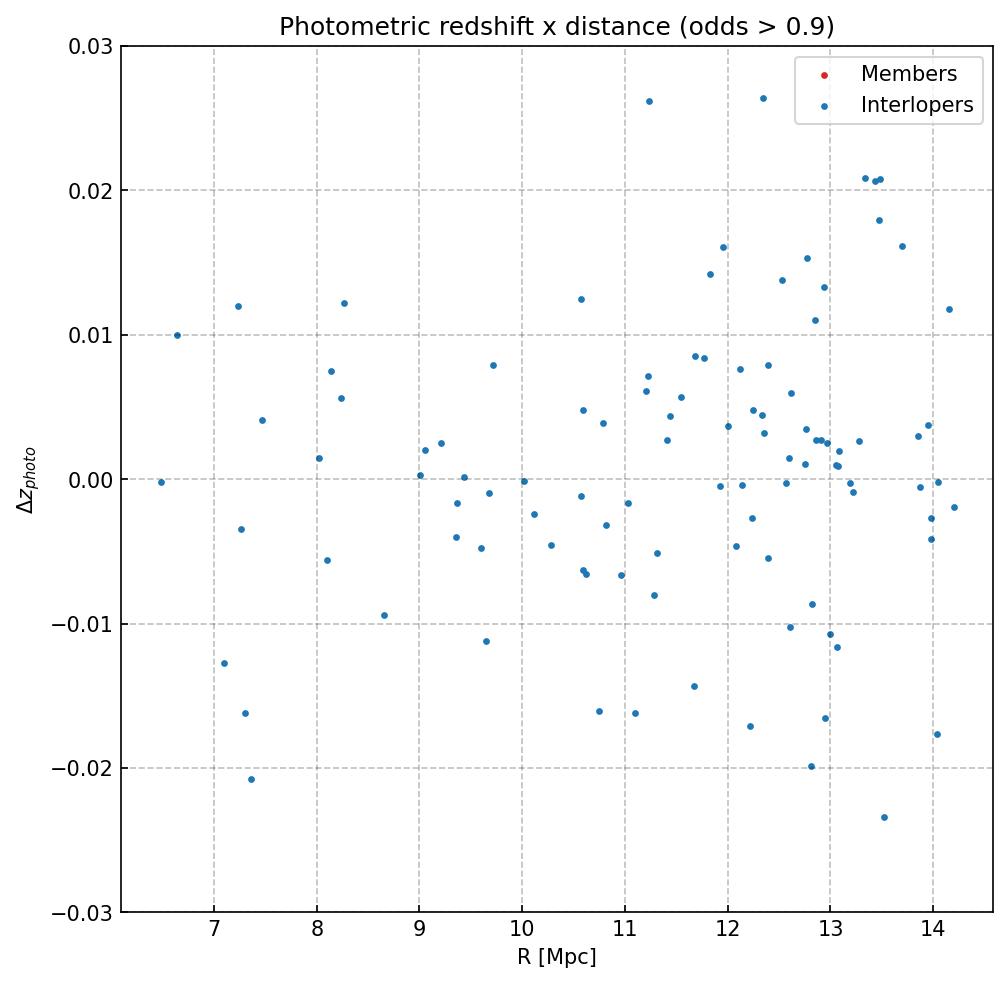 Photometric redshift x distance (odds > 0.9)
Members
Interlopers
0.03
0.02
0.01
0.00
−0.01
−0.02
−0.03
Δz_photo
7 8 9 10 11 12 13 14
R [Mpc]